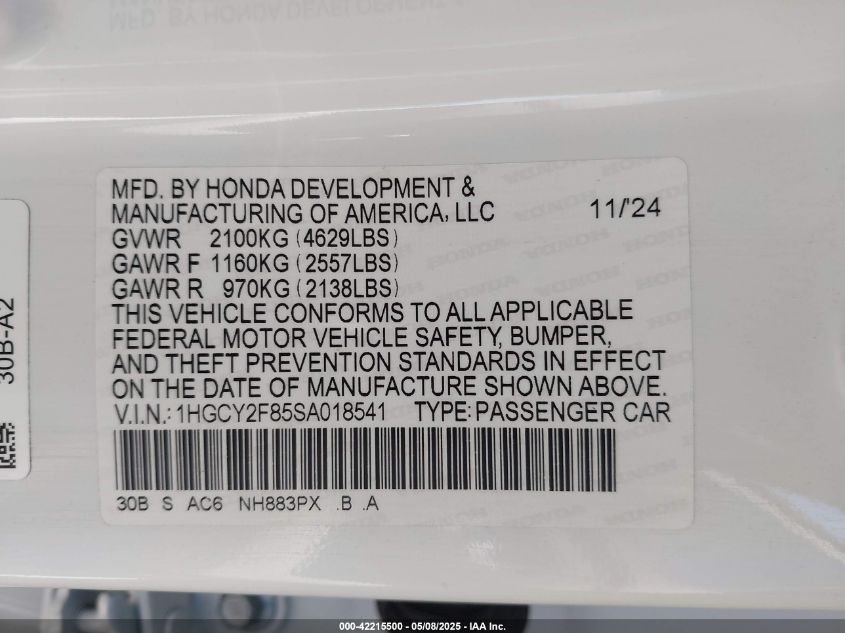 MFD. BY HONDA DEVELOPMENT &
MANUFACTURING OF AMERICA, LLC 11/'24
GVWR 2100KG (4629LBS)
GAWR F 1160KG (2557LBS)
GAWR R 970KG (2138LBS)
THIS VEHICLE CONFORMS TO ALL APPLICABLE
FEDERAL MOTOR VEHICLE SAFETY, BUMPER,
AND THEFT PREVENTION STANDARDS IN EFFECT
ON THE DATE OF MANUFACTURE SHOWN ABOVE.
V.I.N.: 1HGCY2F85SA018541 TYPE: PASSENGER CAR
30B S AC6 NH883PX .B .A
30B-A2
000-42215500 - 05/08/2025 - IAA Inc.